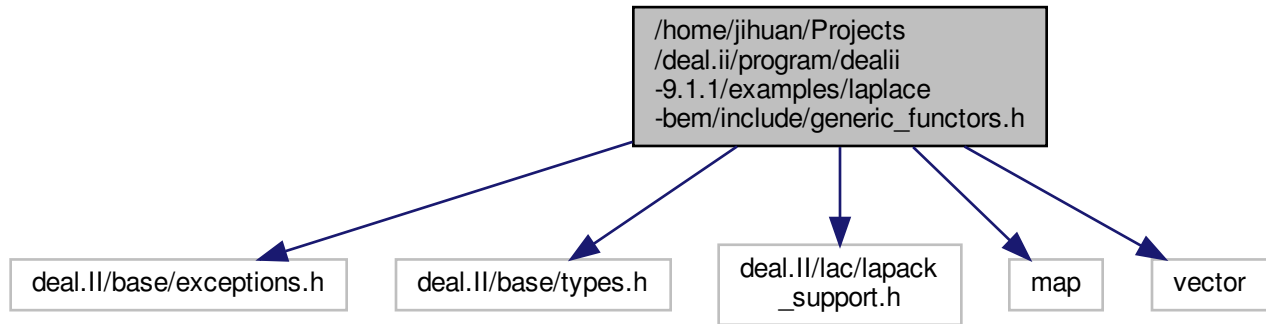 /home/jihuan/Projects
/deal.ii/program/dealii
-9.1.1/examples/laplace
-bem/include/generic_functors.h
deal.II/base/exceptions.h
deal.II/base/types.h
deal.II/lac/lapack
_support.h
map
vector